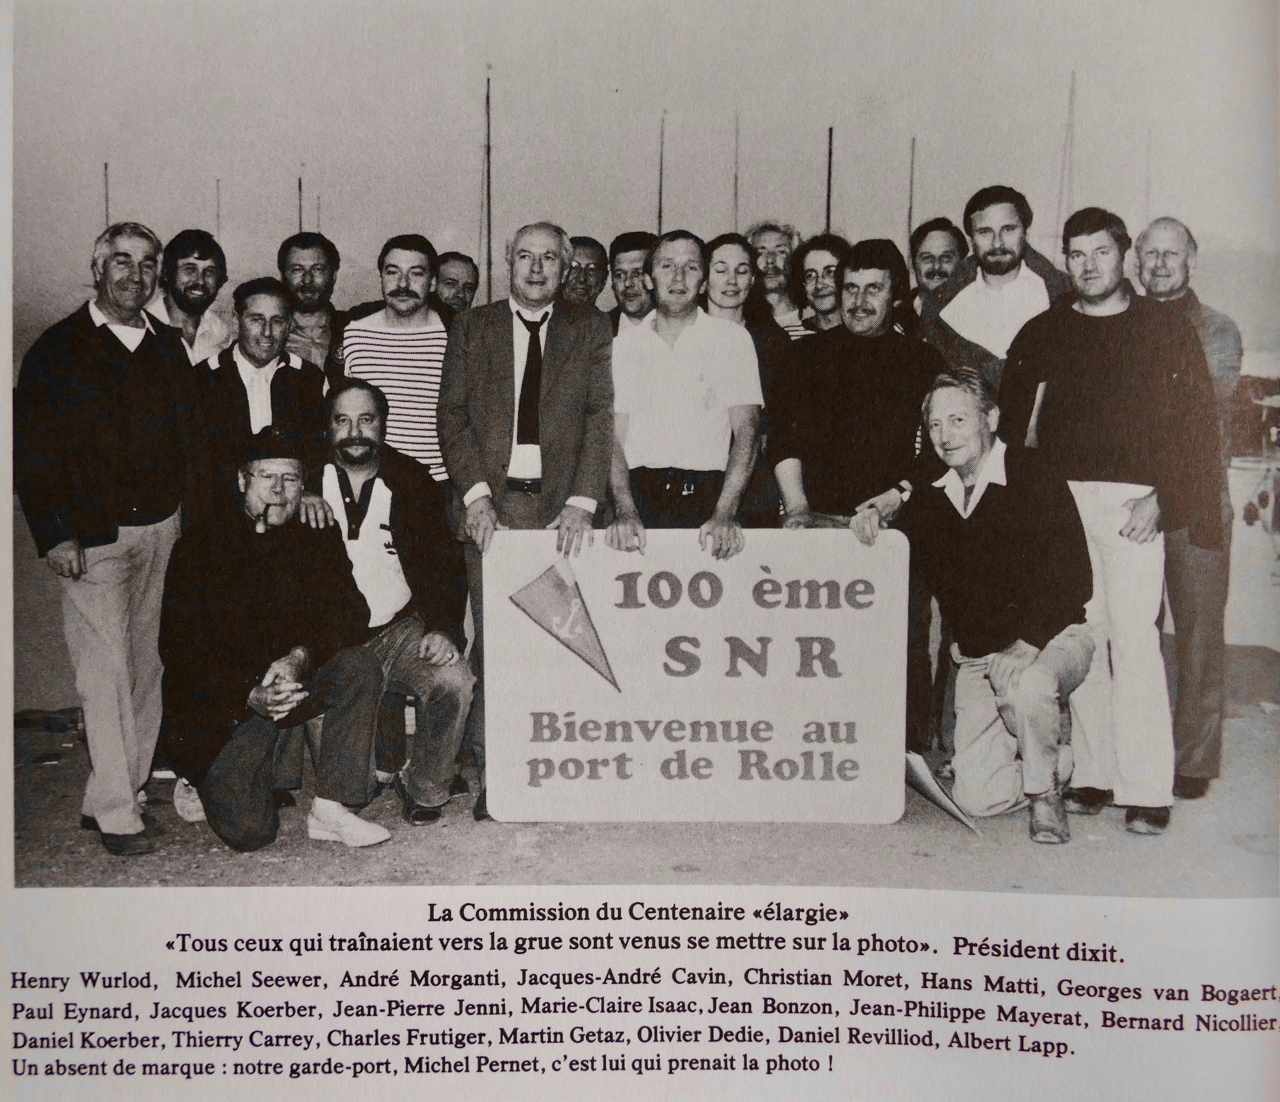 100 ème
SNR
Bienvenue au
port de Rolle
La Commission du Centenaire «élargie»
«Tous ceux qui traînaient vers la grue sont venus se mettre sur la photo». Président dixit.
Henry Wurlod, Michel Seewer, André Morganti, Jacques-André Cavin, Christian Moret, Hans Matti, Georges van Bogaert,
Paul Eynard, Jacques Koerber, Jean-Pierre Jenni, Marie-Claire Isaac, Jean Bonzon, Jean-Philippe Mayerat, Bernard Nicollier,
Daniel Koerber, Thierry Carrey, Charles Frutiger, Martin Getaz, Olivier Dedie, Daniel Revilliod, Albert Lapp.
Un absent de marque : notre garde-port, Michel Pernet, c'est lui qui prenait la photo !